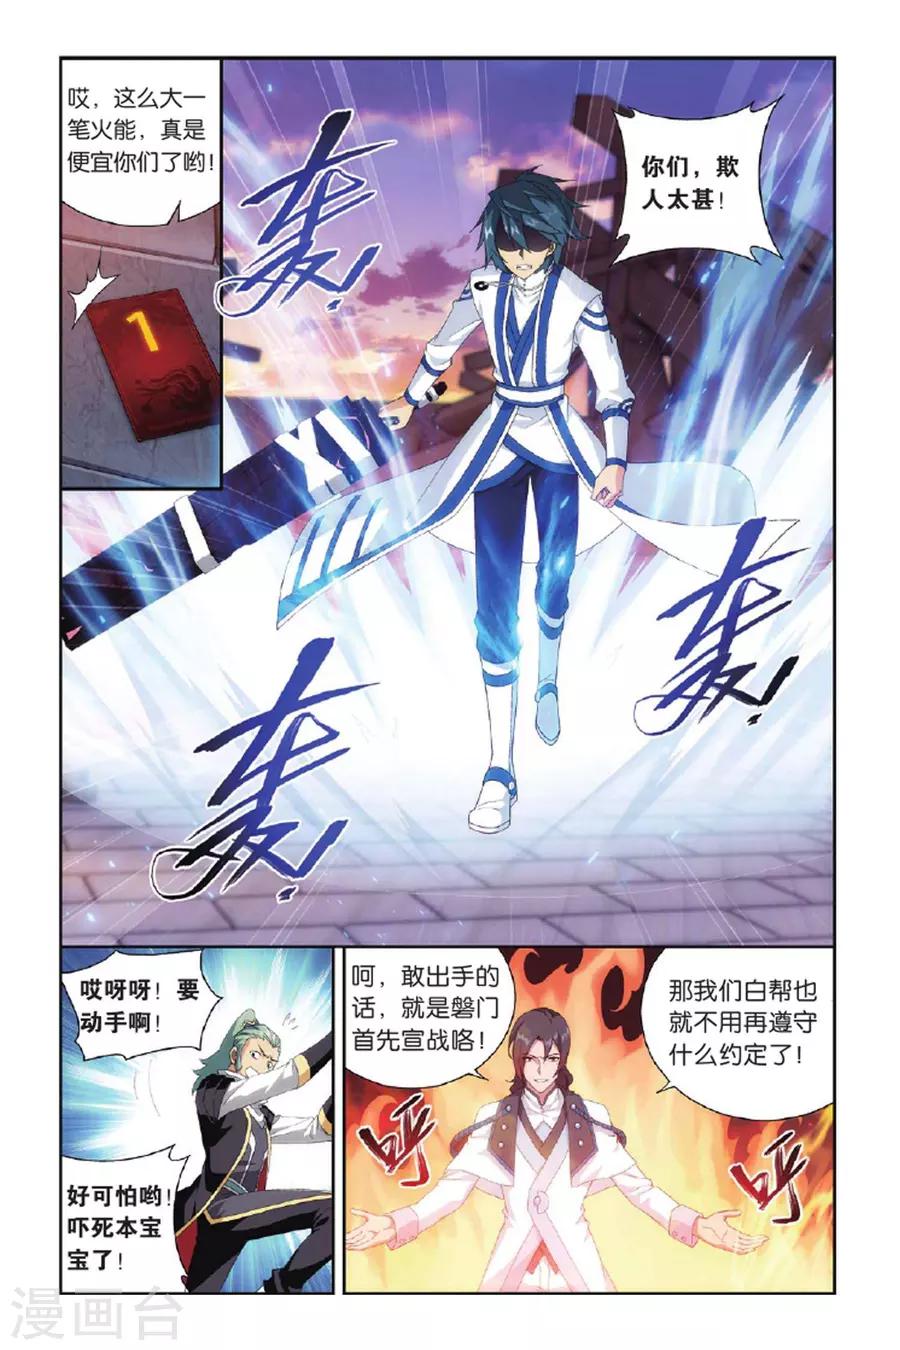 哎，这么大一
笔火能，真是
便宜你们了哟！
1
轰！
你们，欺
人太甚！
XI
轰！
轰！
哎呀呀！要
动手啊！
好可怕哟！
吓死本宝
宝了！
呵，敢出手的
话，就是磐门
首先宣战咯！
那我们白帮也
就不用再遵守
什么约定了！
呼
呼
漫画台